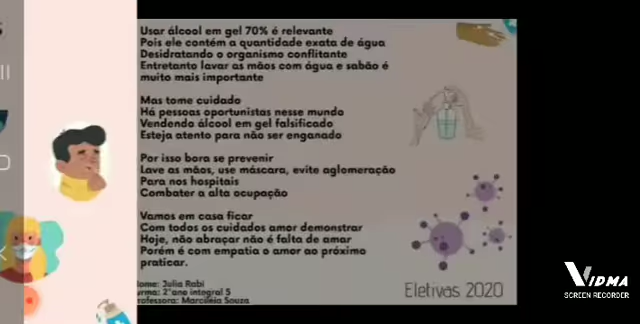 Usar álcool em gel 70% é relevante
Pois ele contém a quantidade exata de água
Desidratando o organismo conflitante
Entretanto lavar as mãos com água e sabão é
muito mais importante
Mas tome cuidado
Há pessoas oportunistas nesse mundo
Vendendo álcool em gel falsificado
Esteja atento para não ser enganado
Por isso bora se prevenir
Lave as mãos, use máscara, evite aglomeração
Para nos hospitais
Combater a alta ocupação
Vamos em casa ficar
Com todos os cuidados amor demonstrar
Hoje, não abraçar não é falta de amar
Porém é com empatia o amor ao próximo
praticar.
ome: Julia Rabi
urma: 2°ano integral 5
rofessora: Marciléia Souza
Eletivas 2020
VIDMA
SCREEN RECORDER